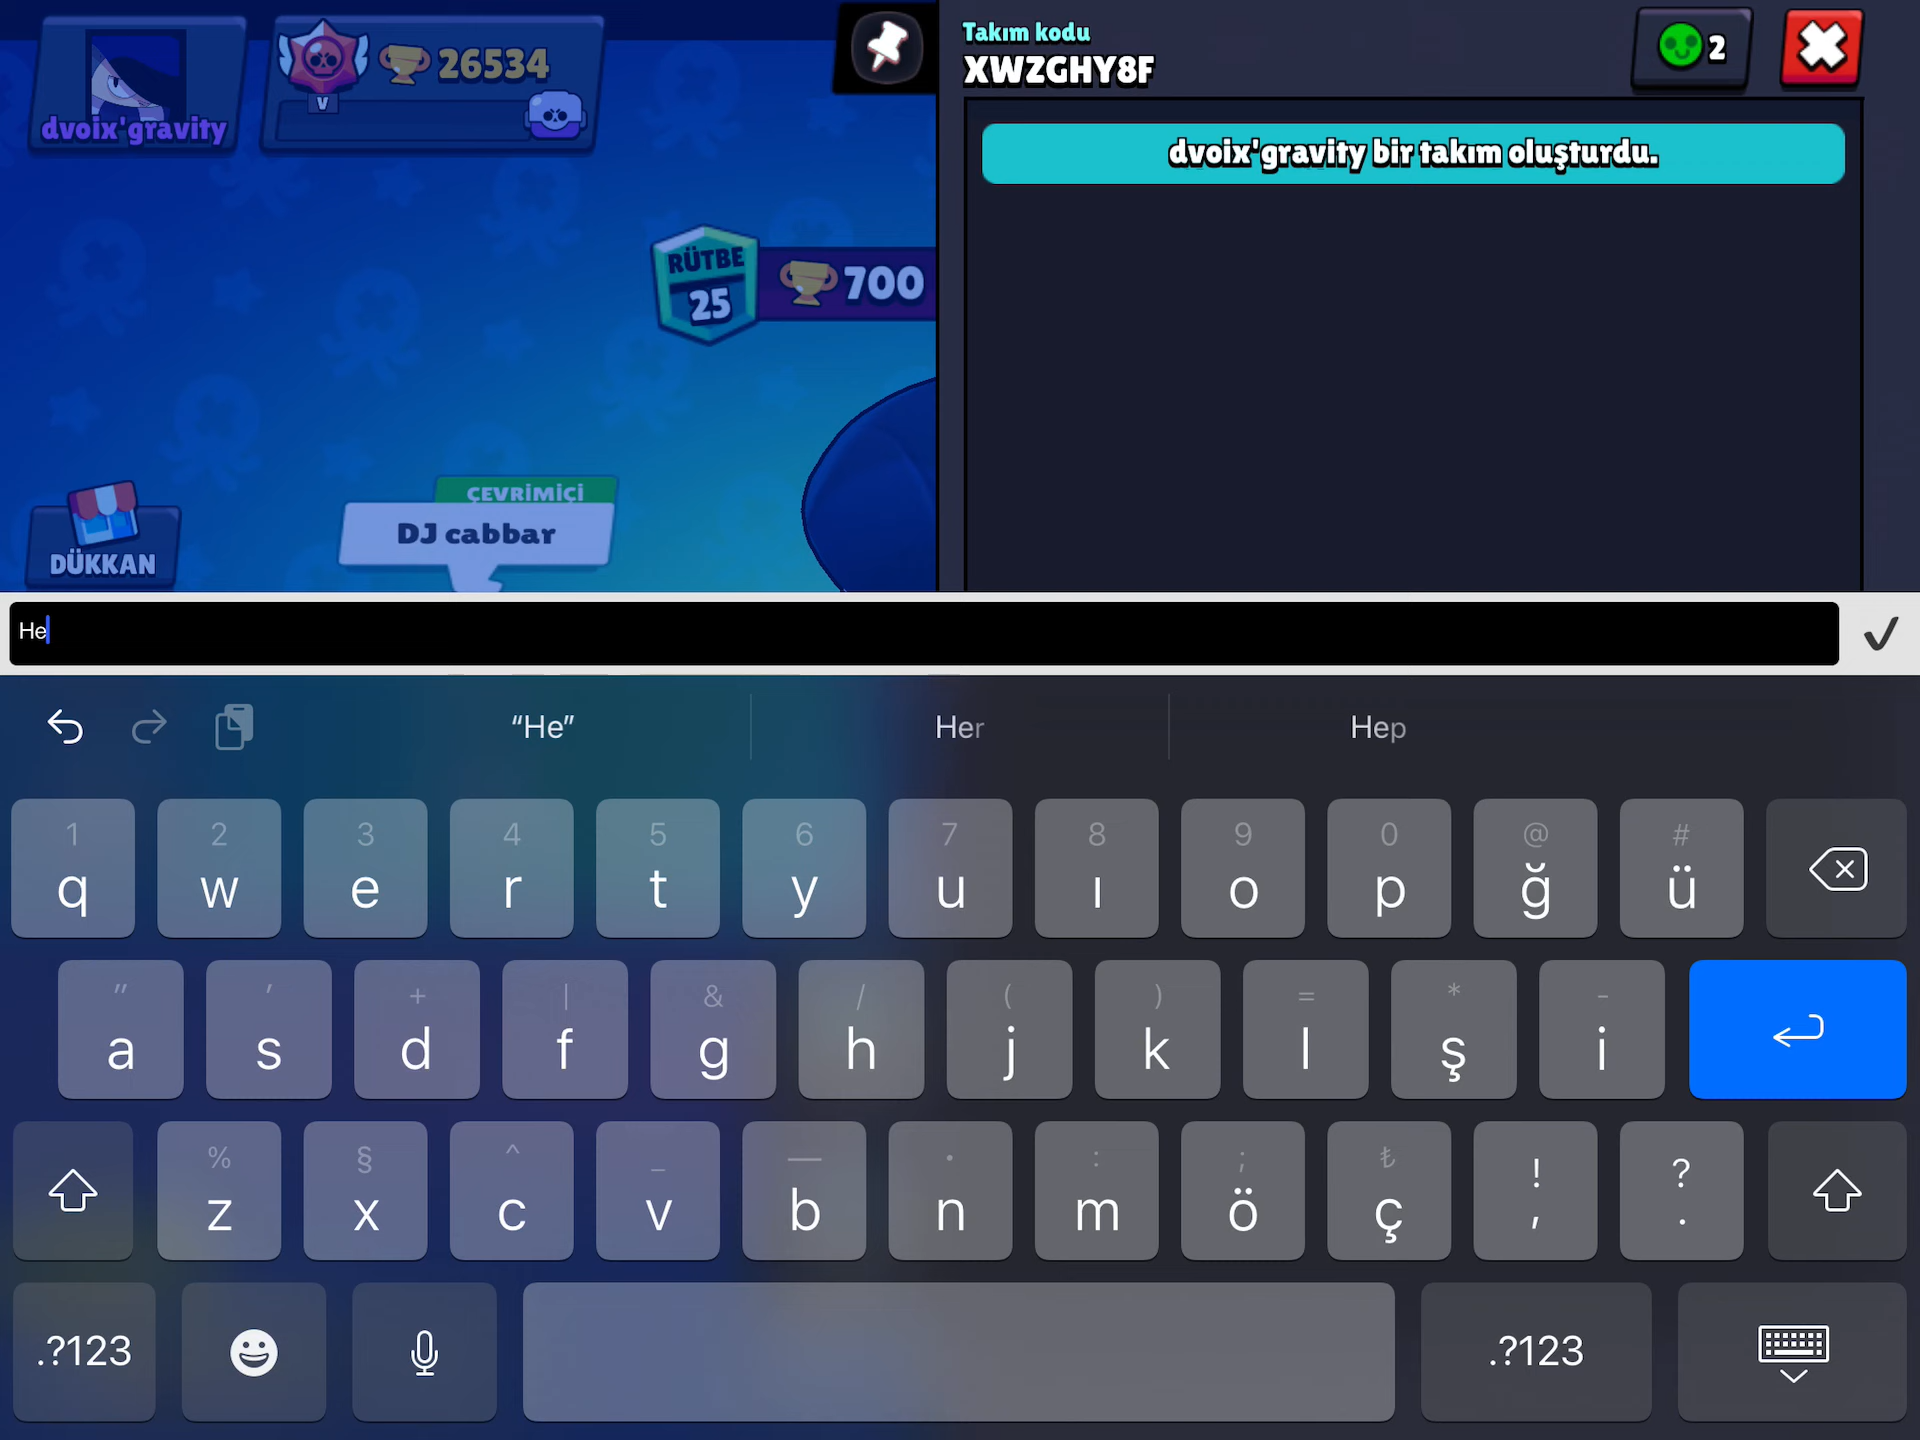 dvoix'gravity
26534
V
Takım kodu
XWZGHY8F
2
dvoix'gravity bir takım oluşturdu.
RÜTBE
25
700
ÇEVRİMİÇİ
DJ cabbar
DÜKKAN
He
“He” Her Hep
1 2 3 4 5 6 7 8 9 0 @ #
q w e r t y u ı o p ğ ü
" ' + | & / ( ) = * -
a s d f g h j k l ş i
% § ^ _ — • : ; ₺ ! ?
z x c v b n m ö ç , .
.?123 .?123